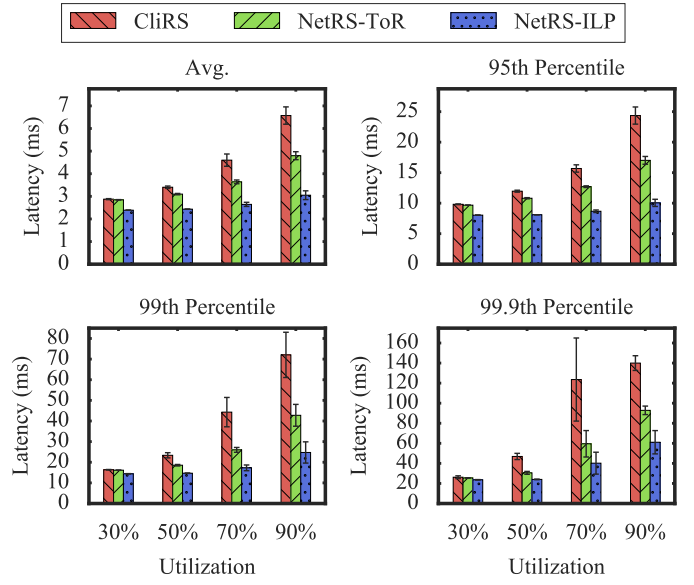 CliRS NetRS-ToR NetRS-ILP
Avg.
7
6
5
4
3
2
1
0
Latency (ms)
95th Percentile
25
20
15
10
5
0
Latency (ms)
99th Percentile
80
70
60
50
40
30
20
10
0
Latency (ms)
30% 50% 70% 90%
Utilization
99.9th Percentile
160
140
120
100
80
60
40
20
0
Latency (ms)
30% 50% 70% 90%
Utilization